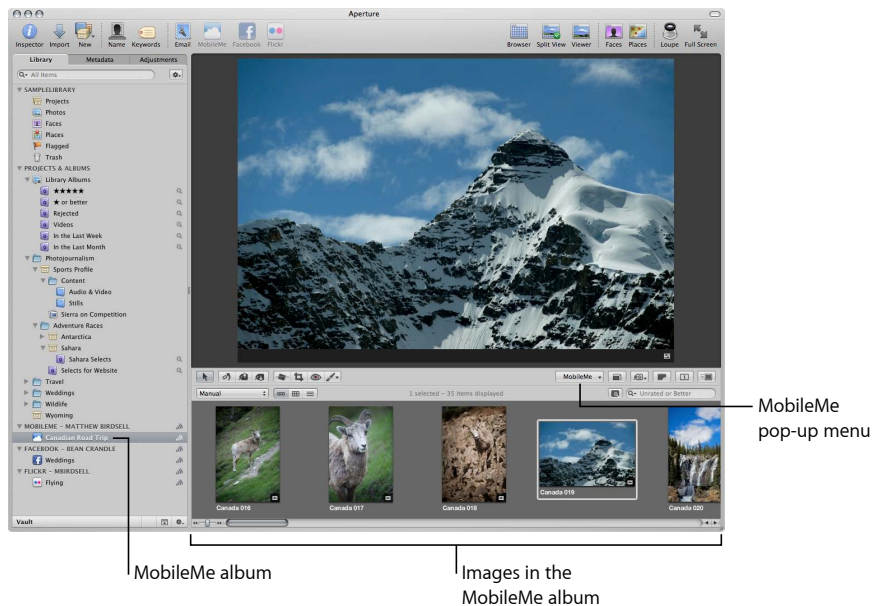 Aperture
Inspector Import New Name Keywords Email MobileMe Facebook Flickr Browser Split View Viewer Faces Places Loupe Full Screen
Library Metadata Adjustments
All Items
SAMPLELIBRARY
Projects
Photos
Faces
Places
Flagged
Trash
PROJECTS & ALBUMS
Library Albums
★★★★★
★ or better
Rejected
Videos
In the Last Week
In the Last Month
Photojournalism
Sports Profile
Content
Audio & Video
Stills
Sierra on Competition
Adventure Races
Antarctica
Sahara
Sahara Selects
Selects for Website
Travel
Weddings
Wildlife
Wyoming
MOBILEME – MATTHEW BIRDSELL
Canadian Road Trip
FACEBOOK – BEAN CRANDLE
Weddings
FLICKR – MBIRDSELL
Flying
Vault
MobileMe
Manual
1 selected – 35 items displayed
Unrated or Better
Canada 016
Canada 017
Canada 018
Canada 019
Canada 020
MobileMe
pop-up menu
MobileMe album
Images in the
MobileMe album